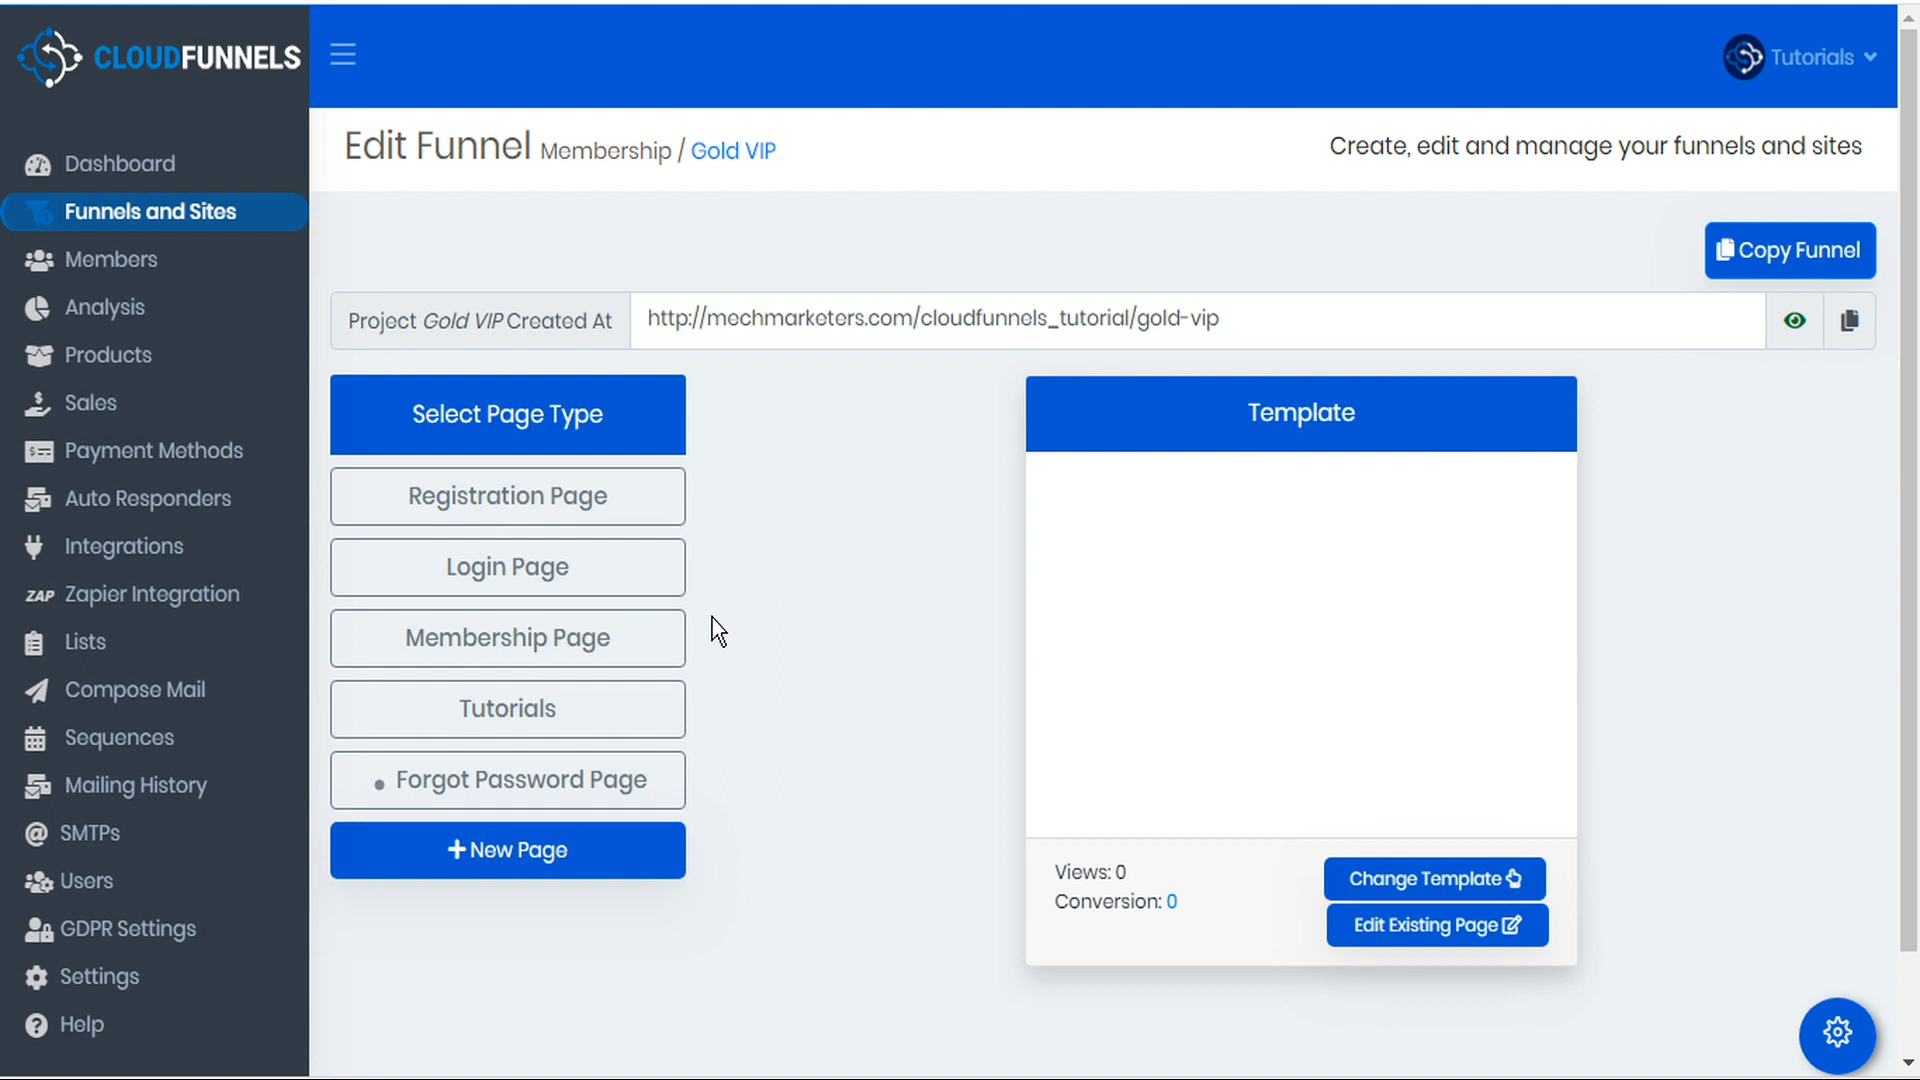 CLOUDFUNNELS
Tutorials
Dashboard
Funnels and Sites
Members
Analysis
Products
Sales
Payment Methods
Auto Responders
Integrations
ZAP Zapier Integration
Lists
Compose Mail
Sequences
Mailing History
SMTPs
Users
GDPR Settings
Settings
Help
Edit Funnel Membership / Gold VIP
Create, edit and manage your funnels and sites
Copy Funnel
Project Gold VIP Created At
http://mechmarketers.com/cloudfunnels_tutorial/gold-vip
Select Page Type
Registration Page
Login Page
Membership Page
Tutorials
Forgot Password Page
+ New Page
Template
Views: 0
Conversion: 0
Change Template
Edit Existing Page